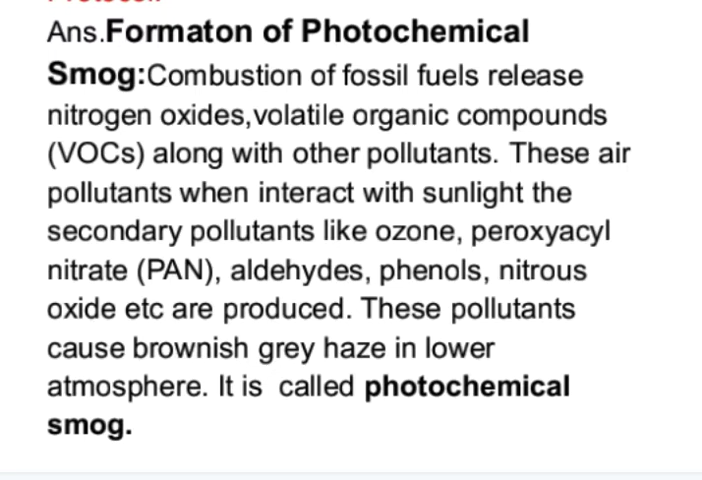 Ans.Formaton of Photochemical
Smog:Combustion of fossil fuels release
nitrogen oxides,volatile organic compounds
(VOCs) along with other pollutants. These air
pollutants when interact with sunlight the
secondary pollutants like ozone, peroxyacyl
nitrate (PAN), aldehydes, phenols, nitrous
oxide etc are produced. These pollutants
cause brownish grey haze in lower
atmosphere. It is called photochemical
smog.